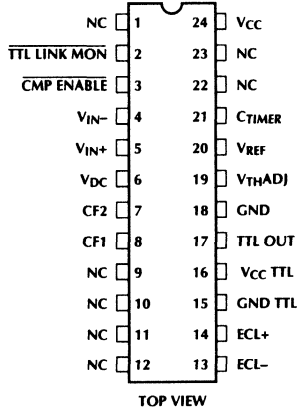 NC 1 24 VCC
TTL LINK MON 2 23 NC
CMP ENABLE 3 22 NC
VIN– 4 21 CTIMER
VIN+ 5 20 VREF
VDC 6 19 VTHADJ
CF2 7 18 GND
CF1 8 17 TTL OUT
NC 9 16 VCC TTL
NC 10 15 GND TTL
NC 11 14 ECL+
NC 12 13 ECL–
TOP VIEW